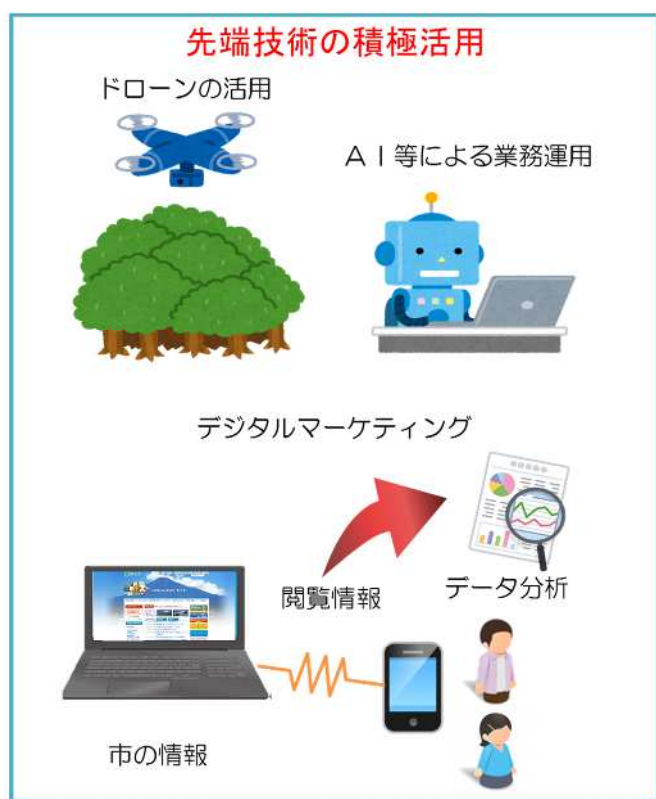 先端技術の積極活用
ドローンの活用
ＡＩ等による業務運用
デジタルマーケティング
閲覧情報
データ分析
市の情報